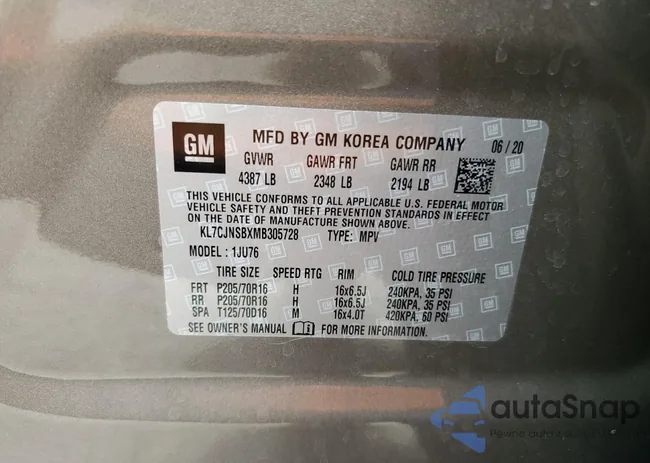 GM
MFD BY GM KOREA COMPANY 06 / 20
GVWR GAWR FRT GAWR RR
4387 LB 2348 LB 2194 LB
THIS VEHICLE CONFORMS TO ALL APPLICABLE U.S. FEDERAL MOTOR
VEHICLE SAFETY AND THEFT PREVENTION STANDARDS IN EFFECT ON
THE DATE OF MANUFACTURE SHOWN ABOVE.
KL7CJNSBXMB305728 TYPE: MPV
MODEL : 1JU76
TIRE SIZE SPEED RTG RIM COLD TIRE PRESSURE
FRT P205/70R16 H 16x6.5J 240KPA, 35 PSI
RR P205/70R16 H 16x6.5J 240KPA, 35 PSI
SPA T125/70D16 M 16x4.0T 420KPA, 60 PSI
SEE OWNER'S MANUAL FOR MORE INFORMATION.
autaSnap
Pewne auto z